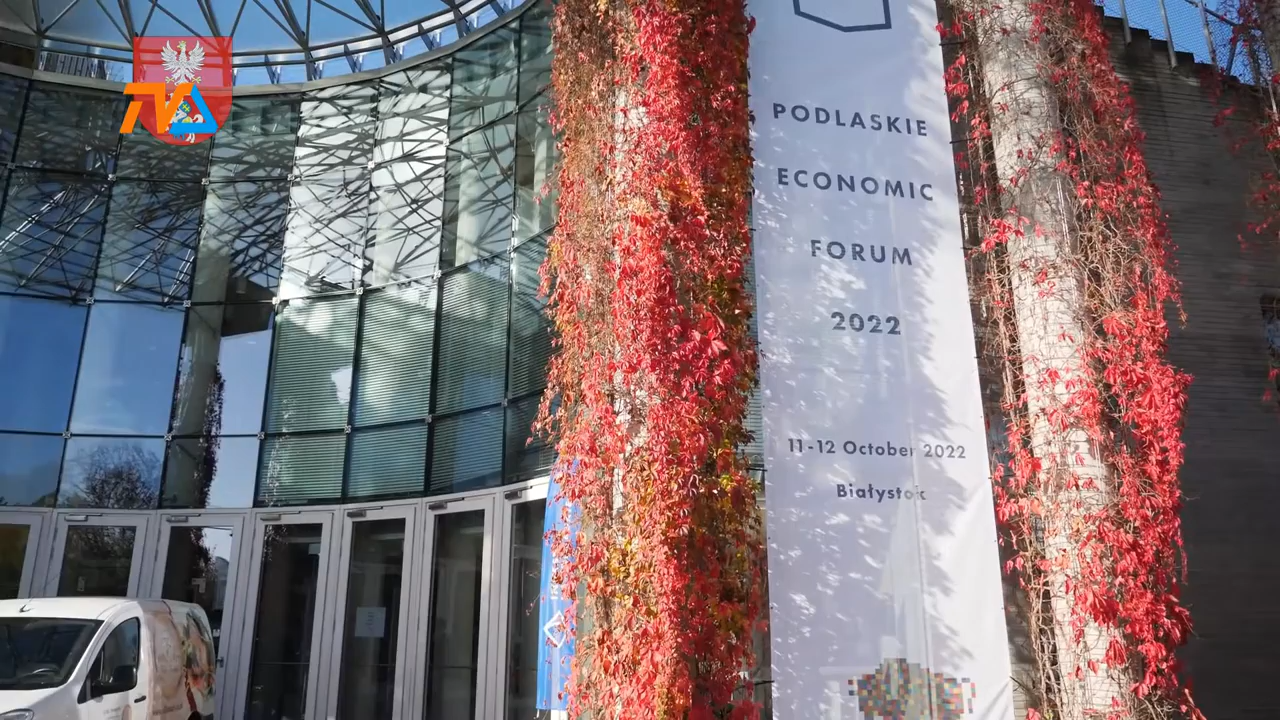 PODLASKIE
ECONOMIC
FORUM
2022
11-12 October 2022
Białystok